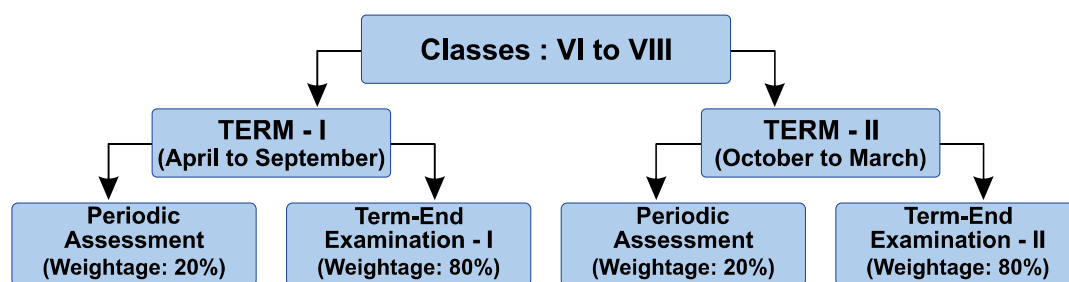 Classes : VI to VIII
TERM - I
(April to September)
TERM - II
(October to March)
Periodic
Assessment
(Weightage: 20%)
Term-End
Examination - I
(Weightage: 80%)
Periodic
Assessment
(Weightage: 20%)
Term-End
Examination - II
(Weightage: 80%)